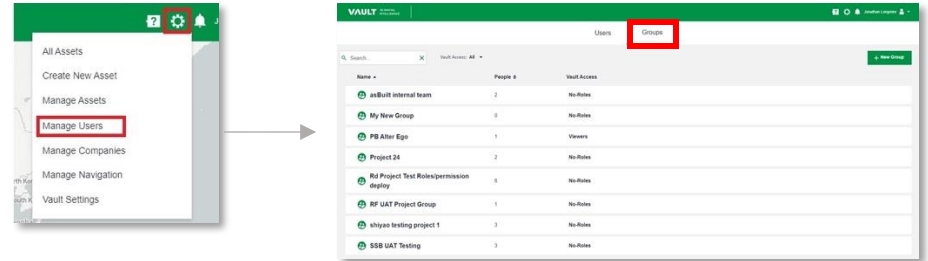 All Assets
Create New Asset
Manage Assets
Manage Users
Manage Companies
Manage Navigation
Vault Settings
VAULT
Users Groups
Search. Vault Access: All
+ New Group
Name People Vault Access
asBuilt internal team 2 No-Roles
My New Group 0 No-Roles
PB Alter Ego 1 Viewers
Project 24 2 No-Roles
Rd Project Test Roles/permission deploy 6 No-Roles
RF UAT Project Group 1 No-Roles
shiyao testing project 1 3 No-Roles
SSB UAT Testing 3 No-Roles